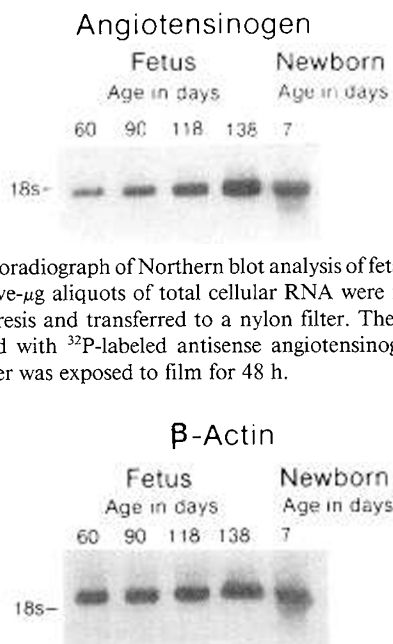 Angiotensinogen
Fetus Newborn
Age in days Age in days
60 90 118 138 7
18s-
oradiograph of Northern blot analysis of fet
ve-μg aliquots of total cellular RNA were
resis and transferred to a nylon filter. The
d with ³²P-labeled antisense angiotensinog
er was exposed to film for 48 h.
β-Actin
Fetus Newborn
Age in days Age in days
60 90 118 138 7
18s-